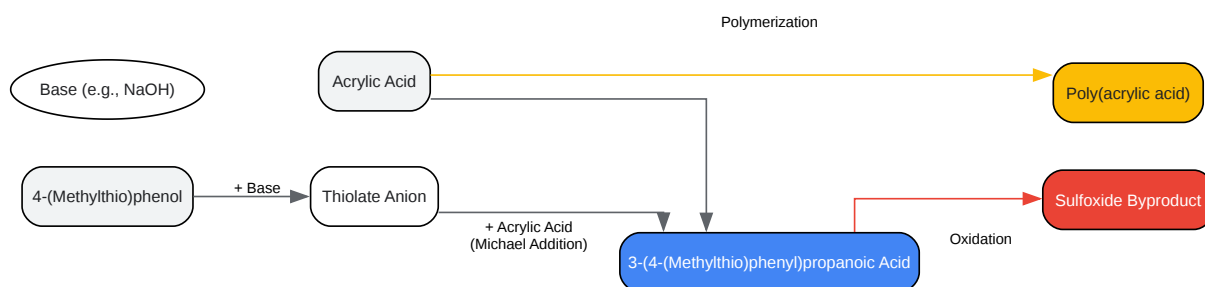 Polymerization
Acrylic Acid
Base (e.g., NaOH)
Poly(acrylic acid)
4-(Methylthio)phenol
+ Base
Thiolate Anion
Sulfoxide Byproduct
+ Acrylic Acid
(Michael Addition)
Oxidation
3-(4-(Methylthio)phenyl)propanoic Acid